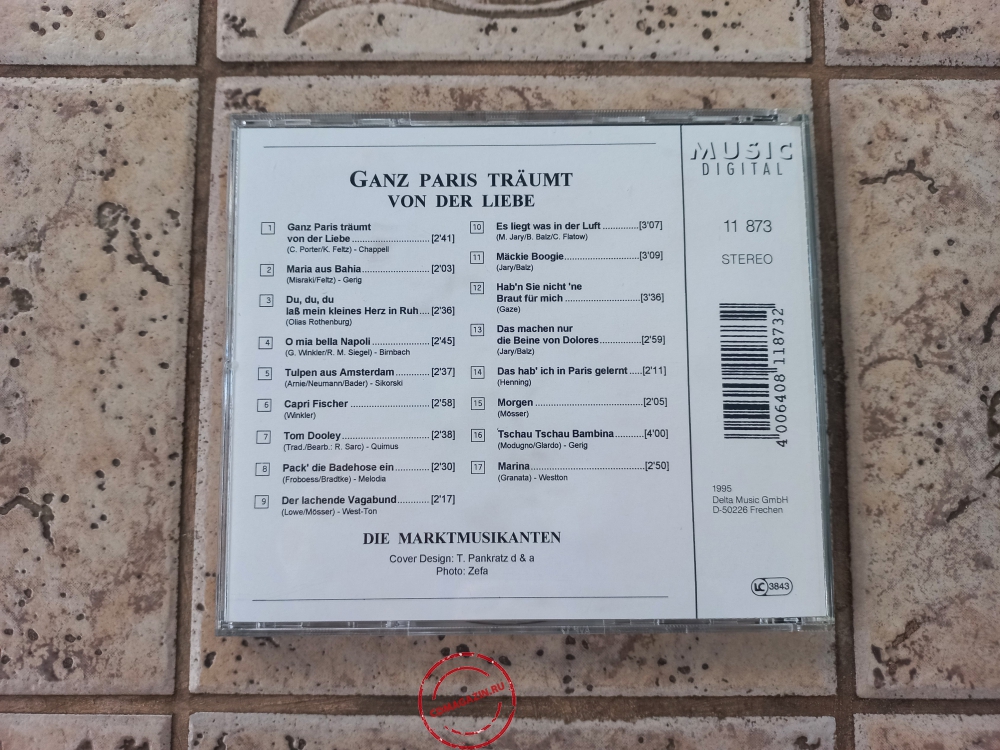 GANZ PARIS TRÄUMT
VON DER LIEBE
1 Ganz Paris träumt
von der Liebe....................[2'41]
(C. Porter/K. Feltz) - Chappell
2 Maria aus Bahia.................[2'03]
(Misraki/Feltz) - Gerig
3 Du, du, du
laß mein kleines Herz in Ruh....[2'36]
(Olias Rothenburg)
4 O mia bella Napoli...............[2'45]
(G. Winkler/R. M. Siegel) - Birnbach
5 Tulpen aus Amsterdam..........[2'37]
(Arnie/Neumann/Bader) - Sikorski
6 Capri Fischer.....................[2'58]
(Winkler)
7 Tom Dooley.......................[2'38]
(Trad./Bearb.: R. Sarc) - Quimus
8 Pack' die Badehose ein.........[2'30]
(Froboess/Bradtke) - Melodia
9 Der lachende Vagabund.........[2'17]
(Lowe/Mösser) - West-Ton
10 Es liegt was in der Luft..........[3'07]
(M. Jary/B. Balz/C. Flatow)
11 Mäckie Boogie....................[3'09]
(Jary/Balz)
12 Hab'n Sie nicht 'ne
Braut für mich....................[3'36]
(Gaze)
13 Das machen nur
die Beine von Dolores...........[2'59]
(Jary/Balz)
14 Das hab' ich in Paris gelernt....[2'11]
(Henning)
15 Morgen............................[2'05]
(Mösser)
16 Tschau Tschau Bambina.......[4'00]
(Modugno/Glardo) - Gerig
17 Marina.............................[2'50]
(Granata) - Westton
DIE MARKTMUSIKANTEN
Cover Design: T. Pankratz d & a
Photo: Zefa
MUSIC
DIGITAL
11 873
STEREO
4 006408 118732
1995
Delta Music GmbH
D-50226 Frechen
LC 3843